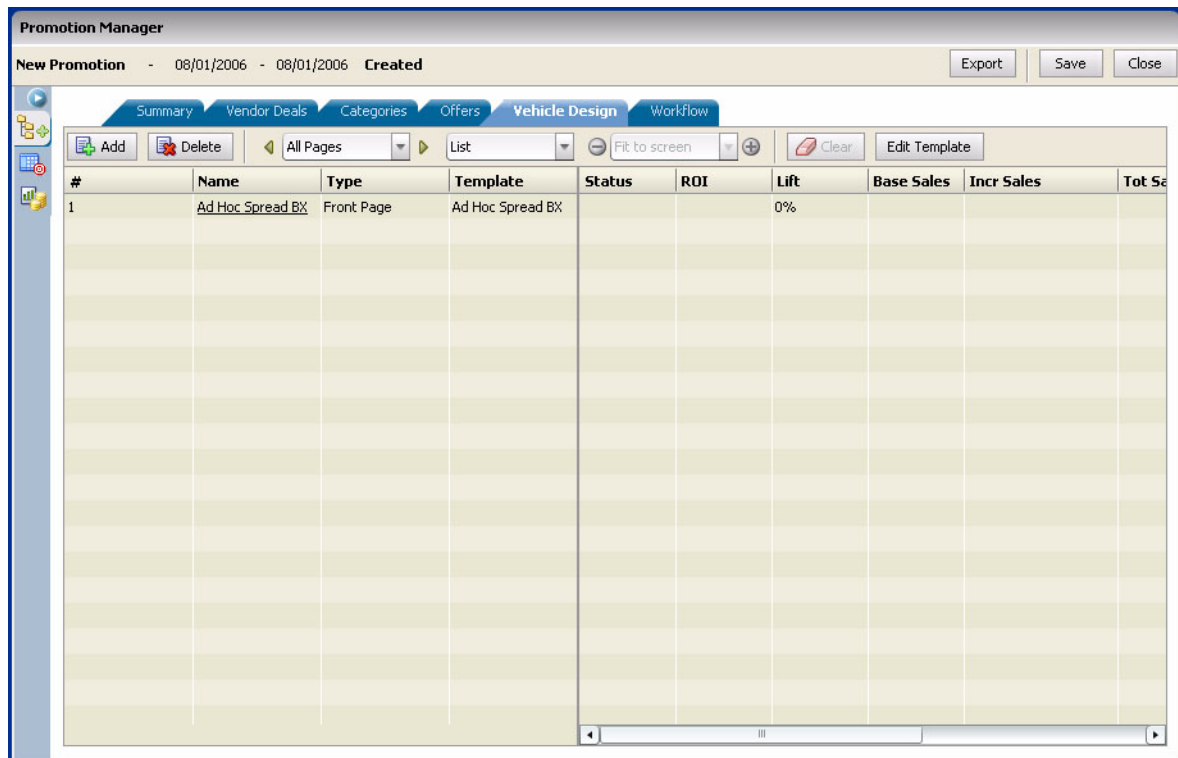 Promotion Manager
New Promotion - 08/01/2006 - 08/01/2006 Created Export Save Close
Summary Vendor Deals Categories Offers Vehicle Design Workflow
Add Delete All Pages List Fit to screen Clear Edit Template
# Name Type Template Status ROI Lift Base Sales Incr Sales Tot Sa
1 Ad Hoc Spread BX Front Page Ad Hoc Spread BX 0%